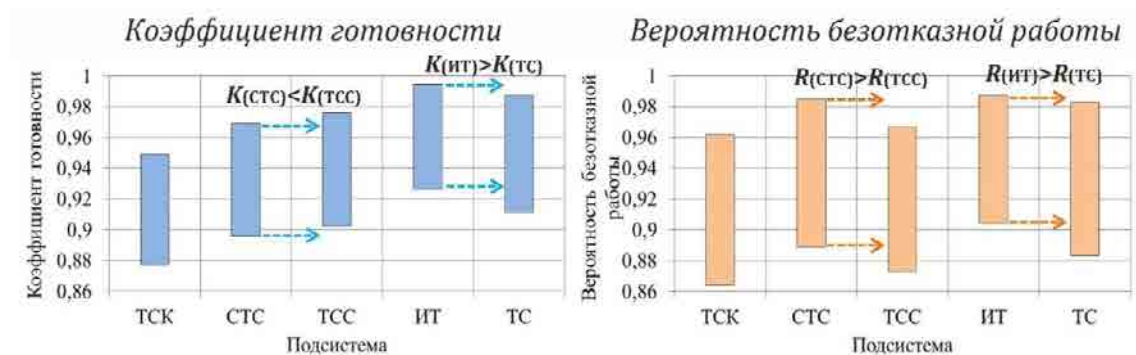 Коэффициент готовности
Коэффициент готовности
1
0,98
0,96
0,94
0,92
0,9
0,88
0,86
K(СТС)<K(ТСС)
K(ИТ)>K(ТС)
ТСК СТС ТСС ИТ ТС
Подсистема
Вероятность безотказной работы
Вероятность безотказной
работы
1
0,98
0,96
0,94
0,92
0,9
0,88
0,86
R(СТС)>R(ТСС)
R(ИТ)>R(ТС)
ТСК СТС ТСС ИТ ТС
Подсистема